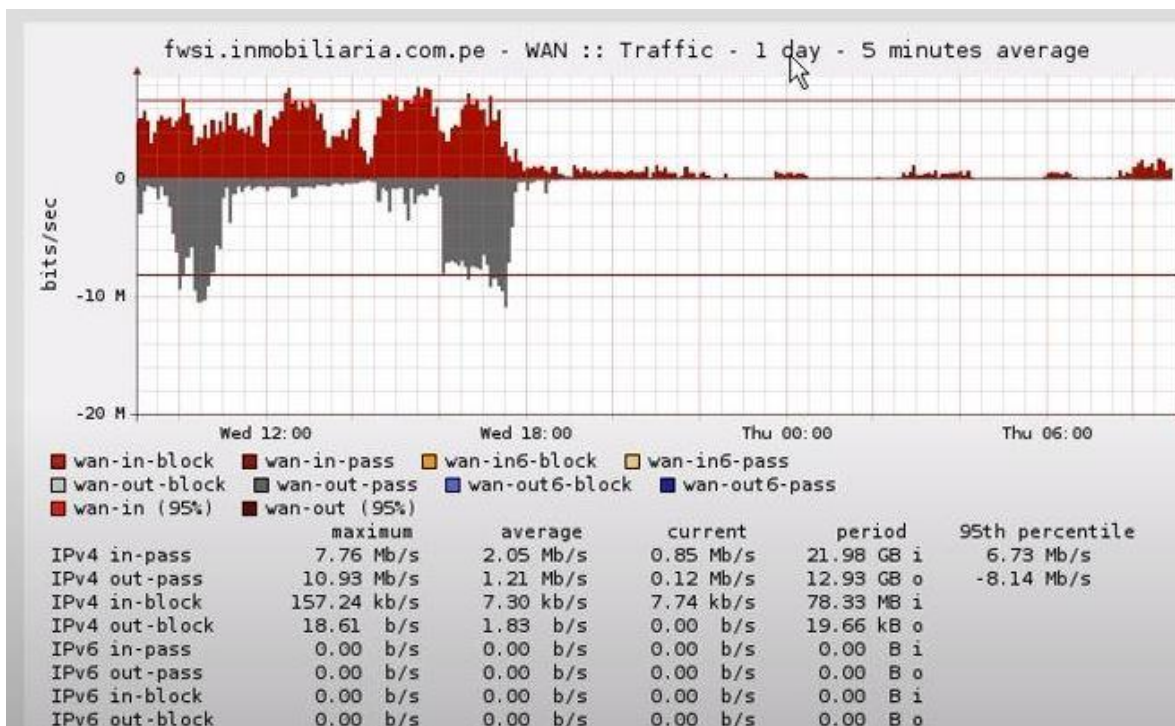 fwsi.inmobiliaria.com.pe - WAN :: Traffic - 1 day - 5 minutes average
bits/sec
0
-10 M
-20 M
Wed 12:00 Wed 18:00 Thu 00:00 Thu 06:00
wan-in-block wan-in-pass wan-in6-block wan-in6-pass
wan-out-block wan-out-pass wan-out6-block wan-out6-pass
wan-in (95%) wan-out (95%)
maximum average current period 95th percentile
IPv4 in-pass 7.76 Mb/s 2.05 Mb/s 0.85 Mb/s 21.98 GB i 6.73 Mb/s
IPv4 out-pass 10.93 Mb/s 1.21 Mb/s 0.12 Mb/s 12.93 GB o -8.14 Mb/s
IPv4 in-block 157.24 kb/s 7.30 kb/s 7.74 kb/s 78.33 MB i
IPv4 out-block 18.61 b/s 1.83 b/s 0.00 b/s 19.66 kB o
IPv6 in-pass 0.00 b/s 0.00 b/s 0.00 b/s 0.00 B i
IPv6 out-pass 0.00 b/s 0.00 b/s 0.00 b/s 0.00 B o
IPv6 in-block 0.00 b/s 0.00 b/s 0.00 b/s 0.00 B i
IPv6 out-block 0.00 b/s 0.00 b/s 0.00 b/s 0.00 B o